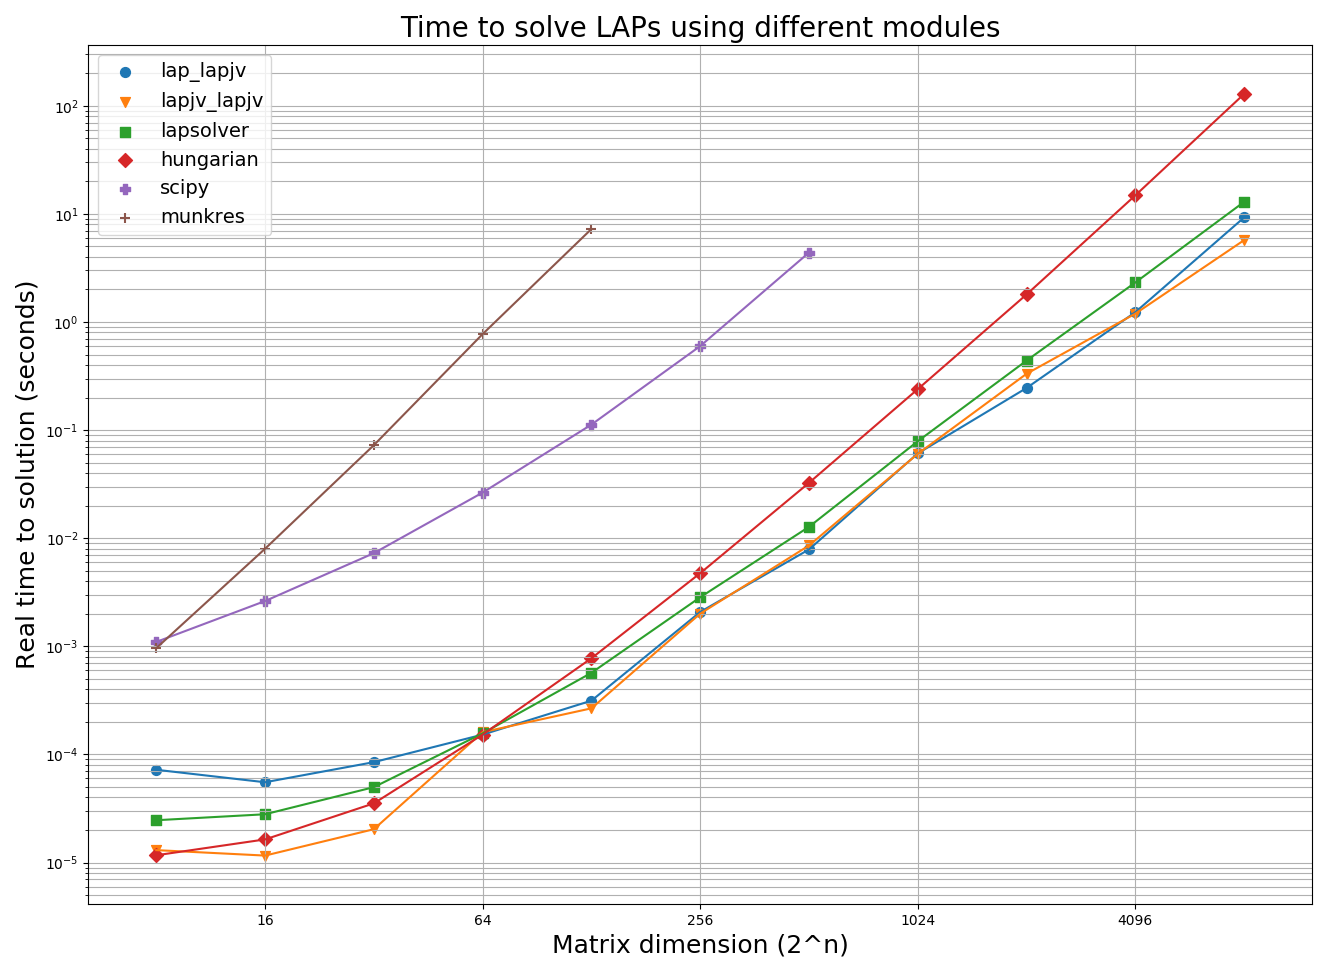 Time to solve LAPs using different modules
lap_lapjv
lapjv_lapjv
lapsolver
hungarian
scipy
munkres
Real time to solution (seconds)
10^2
10^1
10^0
10^-1
10^-2
10^-3
10^-4
10^-5
16
64
256
1024
4096
Matrix dimension (2^n)